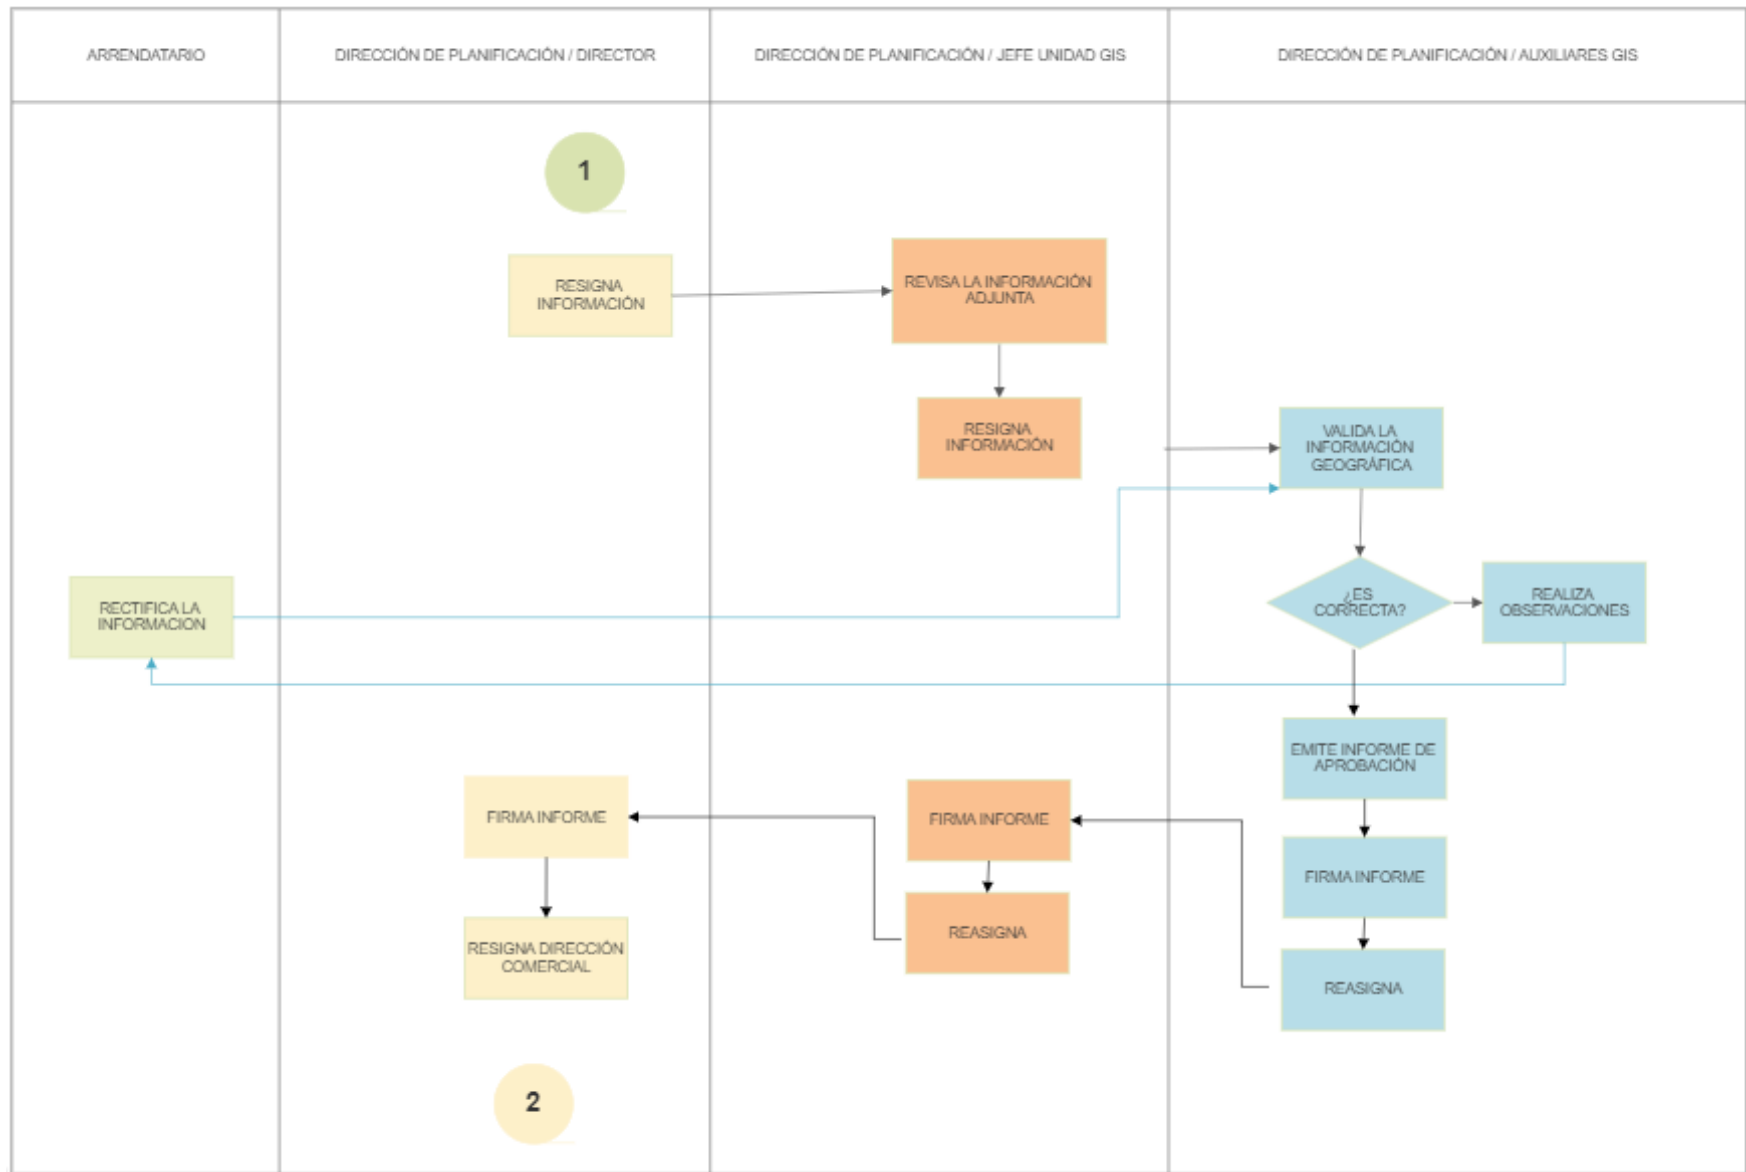 ARRENDATARIO
DIRECCIÓN DE PLANIFICACIÓN / DIRECTOR
DIRECCIÓN DE PLANIFICACIÓN / JEFE UNIDAD GIS
DIRECCIÓN DE PLANIFICACIÓN / AUXILIARES GIS
1
RESIGNA
INFORMACIÓN
REVISA LA INFORMACIÓN
ADJUNTA
RESIGNA
INFORMACIÓN
VALIDA LA
INFORMACIÓN
GEOGRÁFICA
RECTIFICA LA
INFORMACION
¿ES
CORRECTA?
REALIZA
OBSERVACIONES
EMITE INFORME DE
APROBACIÓN
FIRMA INFORME
FIRMA INFORME
FIRMA INFORME
RESIGNA DIRECCIÓN
COMERCIAL
REASIGNA
REASIGNA
2